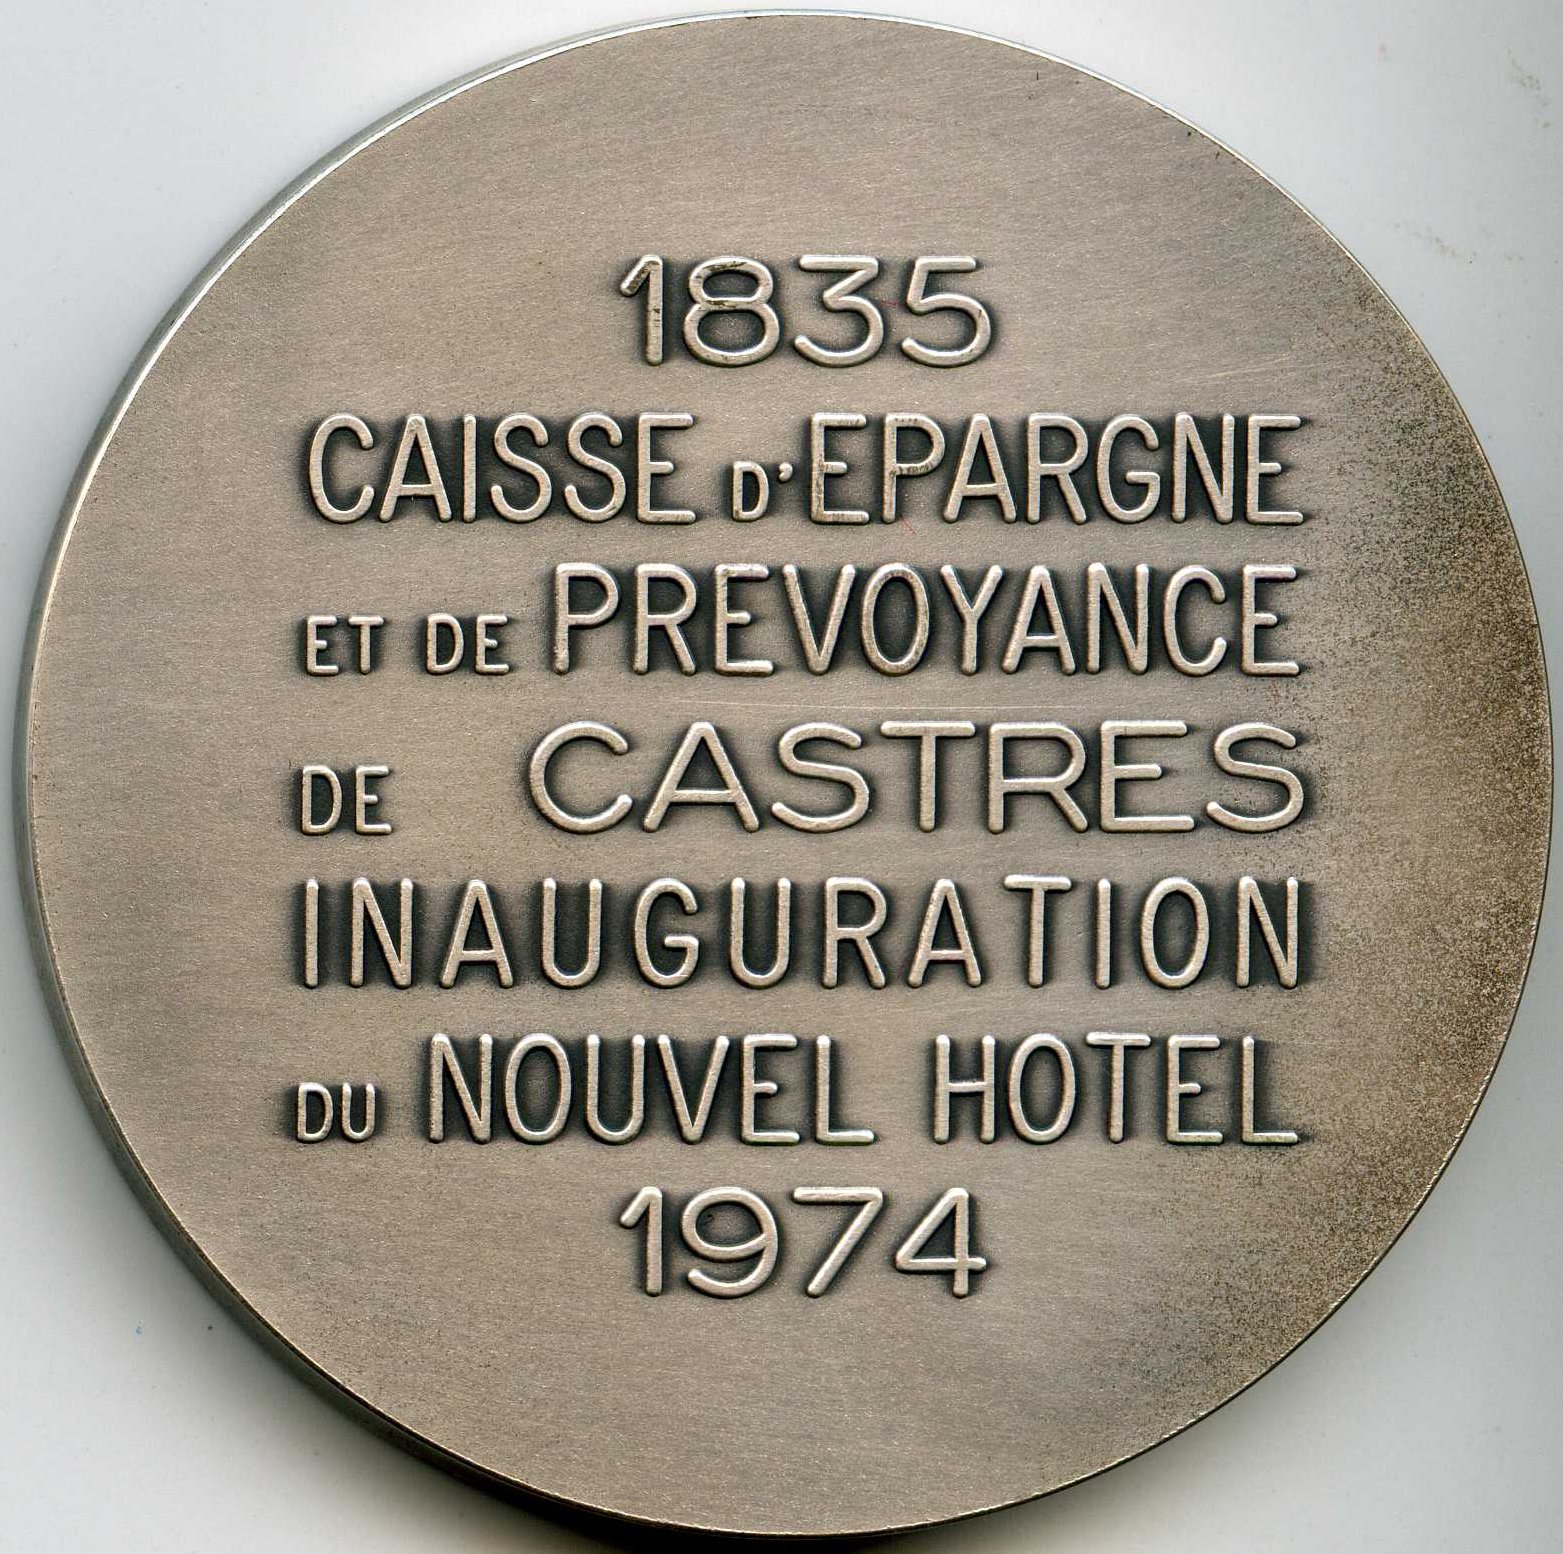 1835
CAISSE D'EPARGNE
ET DE PREVOYANCE
DE CASTRES
INAUGURATION
DU NOUVEL HOTEL
1974